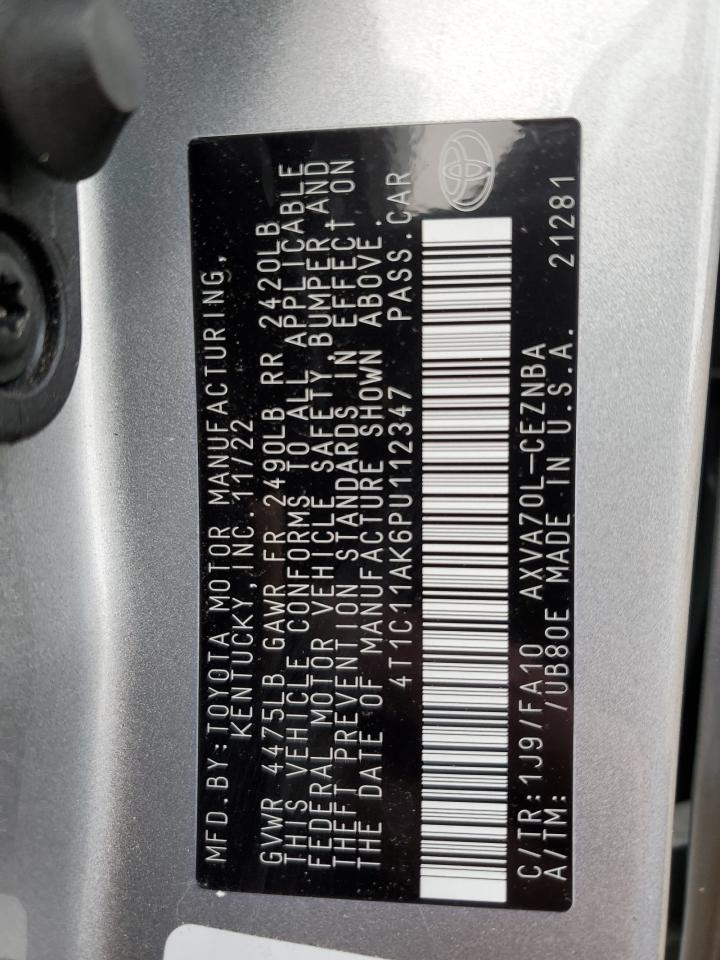 MFD.BY:TOYOTA MOTOR MANUFACTURING,
KENTUCKY, INC. 11/22
GVWR 4475LB GAWR FR 2490LB RR 2420LB
THIS VEHICLE CONFORMS TO ALL APPLICABLE
FEDERAL MOTOR VEHICLE SAFETY, BUMPER, AND
THEFT PREVENTION STANDARDS IN EFFECT ON
THE DATE OF MANUFACTURE SHOWN ABOVE.
4T1C11AK6PU112347 PASS.CAR
C/TR:1J9/FA10 AXVA70L-CEZNBA
A/TM: /UB80E MADE IN U.S.A. 21281